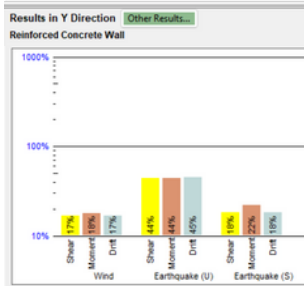 Results in Y Direction Other Results...
Reinforced Concrete Wall
1000%
100%
10%
17% 18% 17% 44% 44% 45% 18% 22% 18%
Shear Moment Drift Shear Moment Drift Shear Moment Drift
Wind Earthquake (U) Earthquake (S)